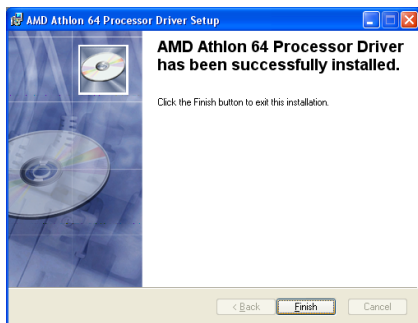 AMD Athlon 64 Processor Driver Setup
AMD Athlon 64 Processor Driver
has been successfully installed.
Click the Finish button to exit this installation.
< Back Finish Cancel